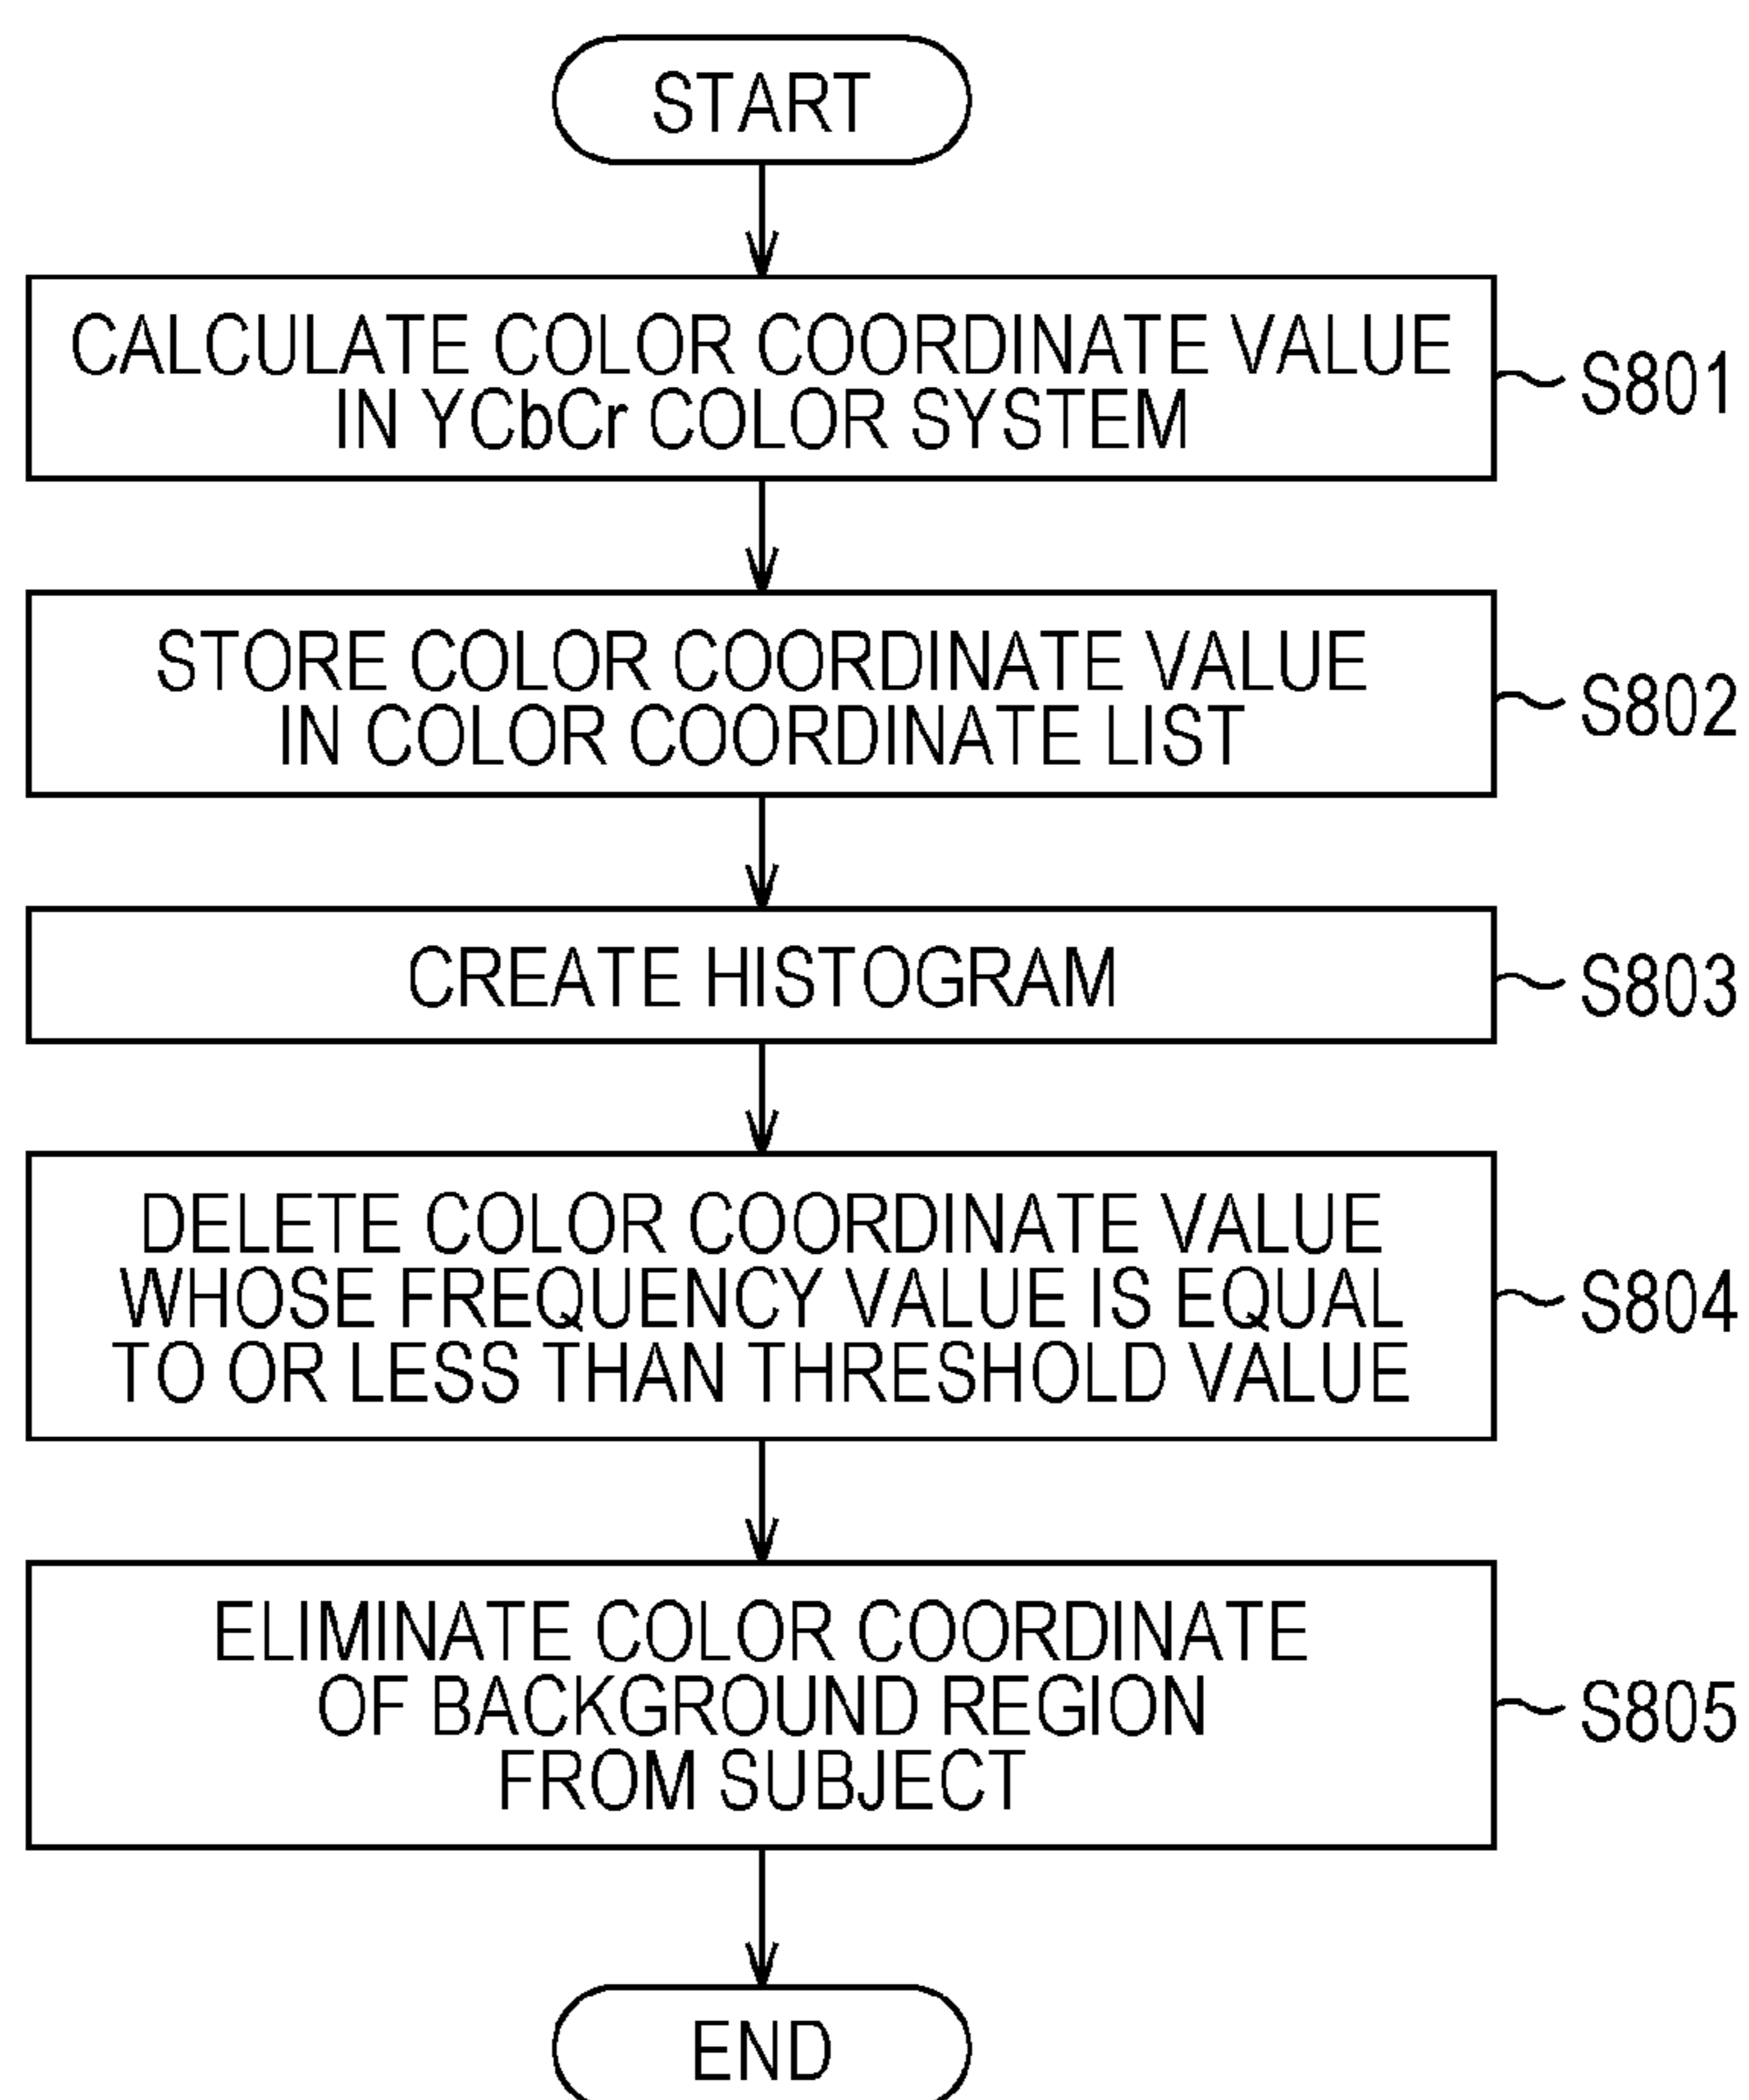 START
CALCULATE COLOR COORDINATE VALUE
IN YCbCr COLOR SYSTEM
S801
STORE COLOR COORDINATE VALUE
IN COLOR COORDINATE LIST
S802
CREATE HISTOGRAM
S803
DELETE COLOR COORDINATE VALUE
WHOSE FREQUENCY VALUE IS EQUAL
TO OR LESS THAN THRESHOLD VALUE
S804
ELIMINATE COLOR COORDINATE
OF BACKGROUND REGION
FROM SUBJECT
S805
END